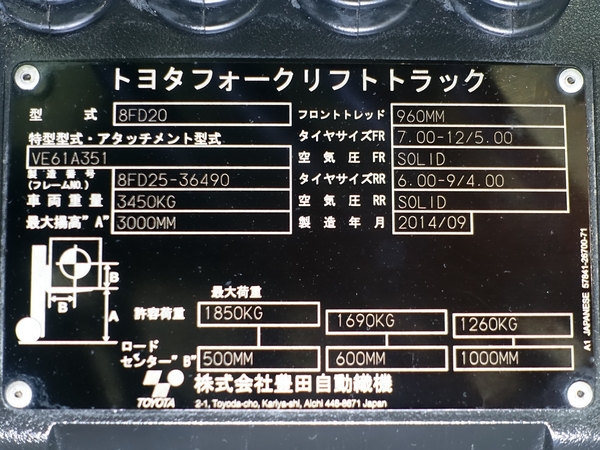 トヨタフォークリフトトラック
型式 8FD20 フロントトレッド 960MM
特型型式・アタッチメント型式 タイヤサイズFR 7.00-12/5.00
VE61A351 空気圧 FR SOLID
製造番号 (フレームNO.) 8FD25-36490 タイヤサイズRR 6.00-9/4.00
車両重量 3450KG 空気圧 RR SOLID
最大揚高"A" 3000MM 製造年月 2014/09
B
B
A
最大荷重
許容荷重 1850KG 1690KG 1260KG
ロード
センター"B" 500MM 600MM 1000MM
TOYOTA 株式会社豊田自動織機
2-1, Toyoda-cho, Kariya-shi, Aichi 448-8671 Japan
A1 JAPANESE 57841-26700-71